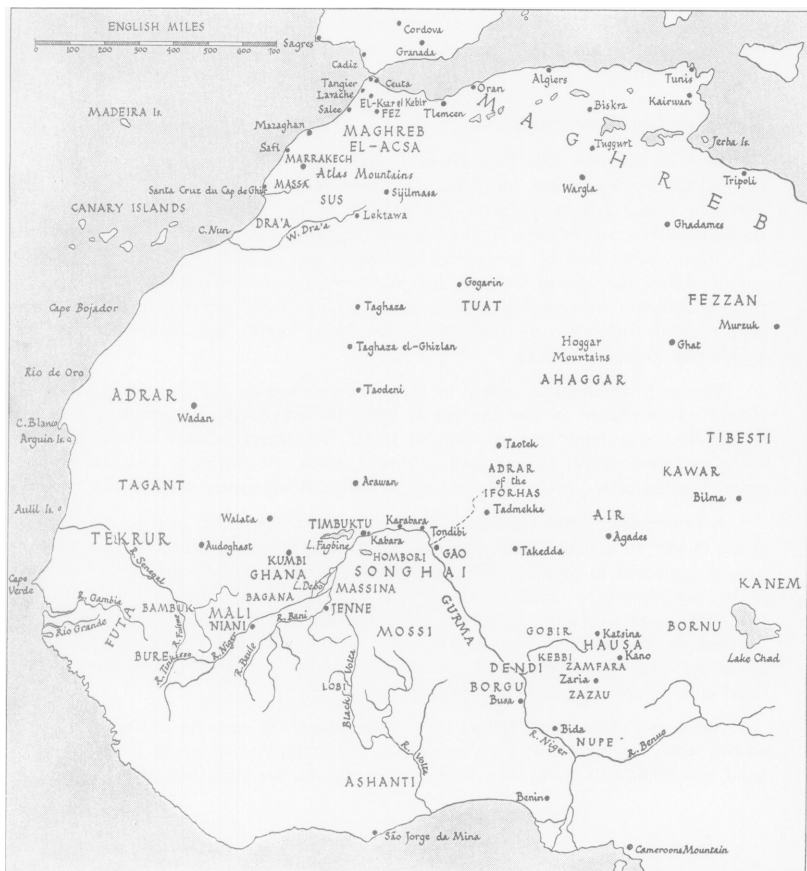 ENGLISH MILES
0 100 200 300 400 500 600 700
Cordova
Granada
Sagres
Cadiz
Tangier
Ceuta
Larache
EL-Ksar el Kebir
Salee
FEZ
Tlemcen
Oran
Algiers
Tunis
Biskra
Kairwan
MADEIRA Is.
Mazaghan
MAGHREB
EL-ACSA
MAGHREB
Tuggurt
Jerba Is.
Safi
MARRAKECH
Atlas Mountains
Wargla
Tripoli
Santa Cruz du Cap de Ghir
MASSA
SUS
Sijilmasa
CANARY ISLANDS
DRA'A
Lektawa
W. Dra'a
C. Nun
Ghadames
Gogarin
TUAT
FEZZAN
Cape Bojador
Taghaza
Murzuk
Taghaza el-Ghizlan
Hoggar
Mountains
Ghat
Rio de Oro
AHAGGAR
ADRAR
Taodeni
Wadan
C. Blanco
Arguin Is.
Taotek
TIBESTI
ADRAR
of the
IFORHAS
KAWAR
TAGANT
Arawan
Bilma
Aulil Is.
Tadmekka
AIR
Walata
TIMBUKTU
Karabara
Tondibi
Agades
TEKRUR
Audoghast
L. Fagbine
Kabara
GAO
Takedda
R. Senegal
KUMBI
HOMBORI
GHANA
SONGHAI
Cape
Verde
L. Debo
MASSINA
KANEM
R. Gambia
BAMBUK
BAGANA
MALI
JENNE
GURMA
BORNU
FUTA
Rio Grande
R. Faleme
NIANI
R. Bani
MOSSI
GOBIR
Katsina
HAUSA
Lake Chad
BURE
R. Tinkisso
R. Niger
R. Baule
KEBBI
Kano
DENDI
ZAMFARA
LOBI
Black Volta
BORGU
Zaria
ZAZAU
Busa
Bida
R. Niger
NUPE
R. Benue
R. Volta
ASHANTI
Benin
São Jorge da Mina
Cameroons Mountain